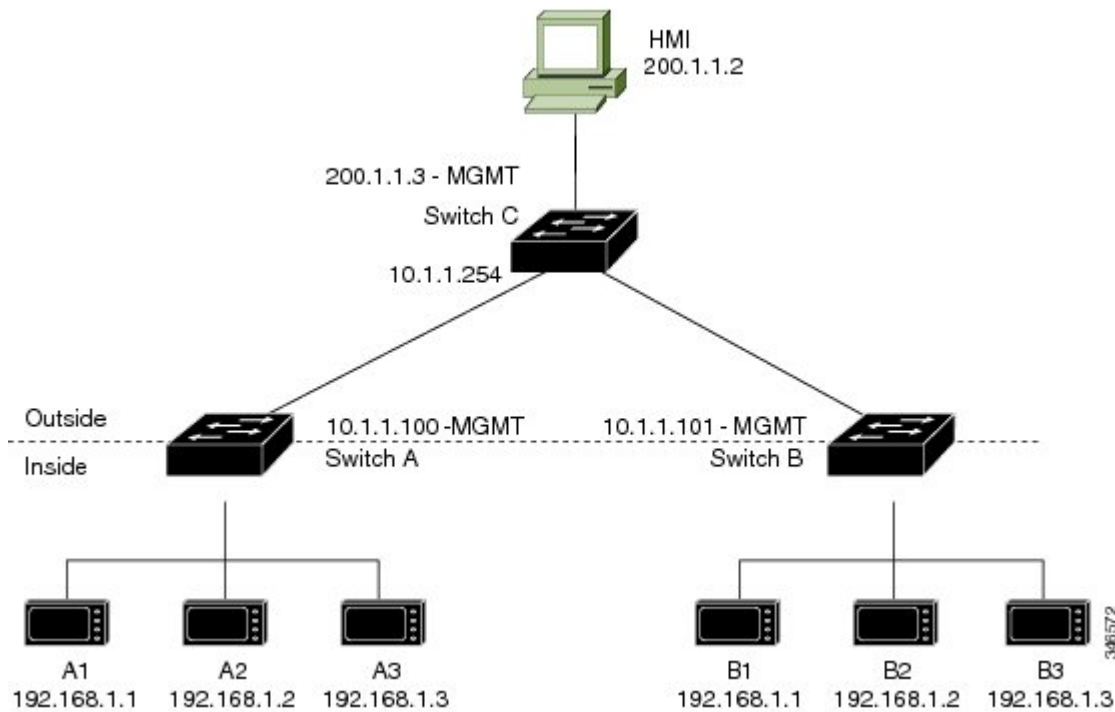 HMI
200.1.1.2
200.1.1.3 - MGMT
Switch C
10.1.1.254
Outside
Inside
10.1.1.100 -MGMT
Switch A
10.1.1.101 - MGMT
Switch B
A1
192.168.1.1
A2
192.168.1.2
A3
192.168.1.3
B1
192.168.1.1
B2
192.168.1.2
B3
192.168.1.3
346572